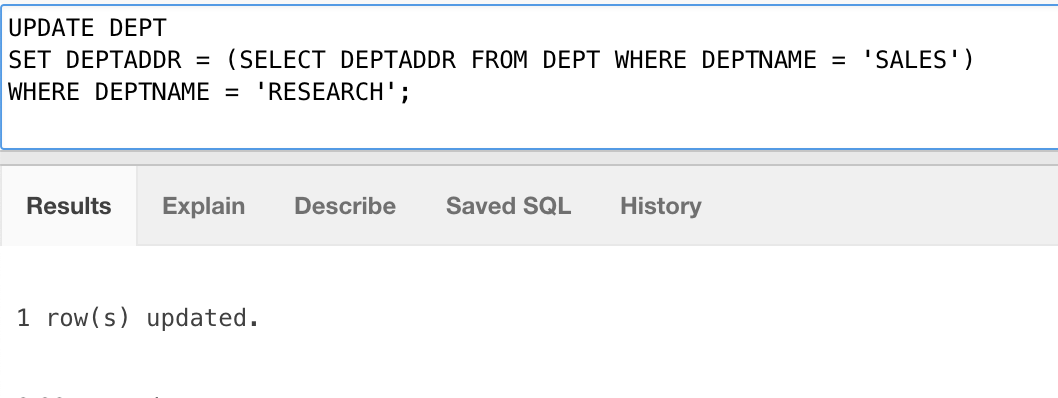 UPDATE DEPT
SET DEPTADDR = (SELECT DEPTADDR FROM DEPT WHERE DEPTNAME = 'SALES')
WHERE DEPTNAME = 'RESEARCH';
Results Explain Describe Saved SQL History
1 row(s) updated.